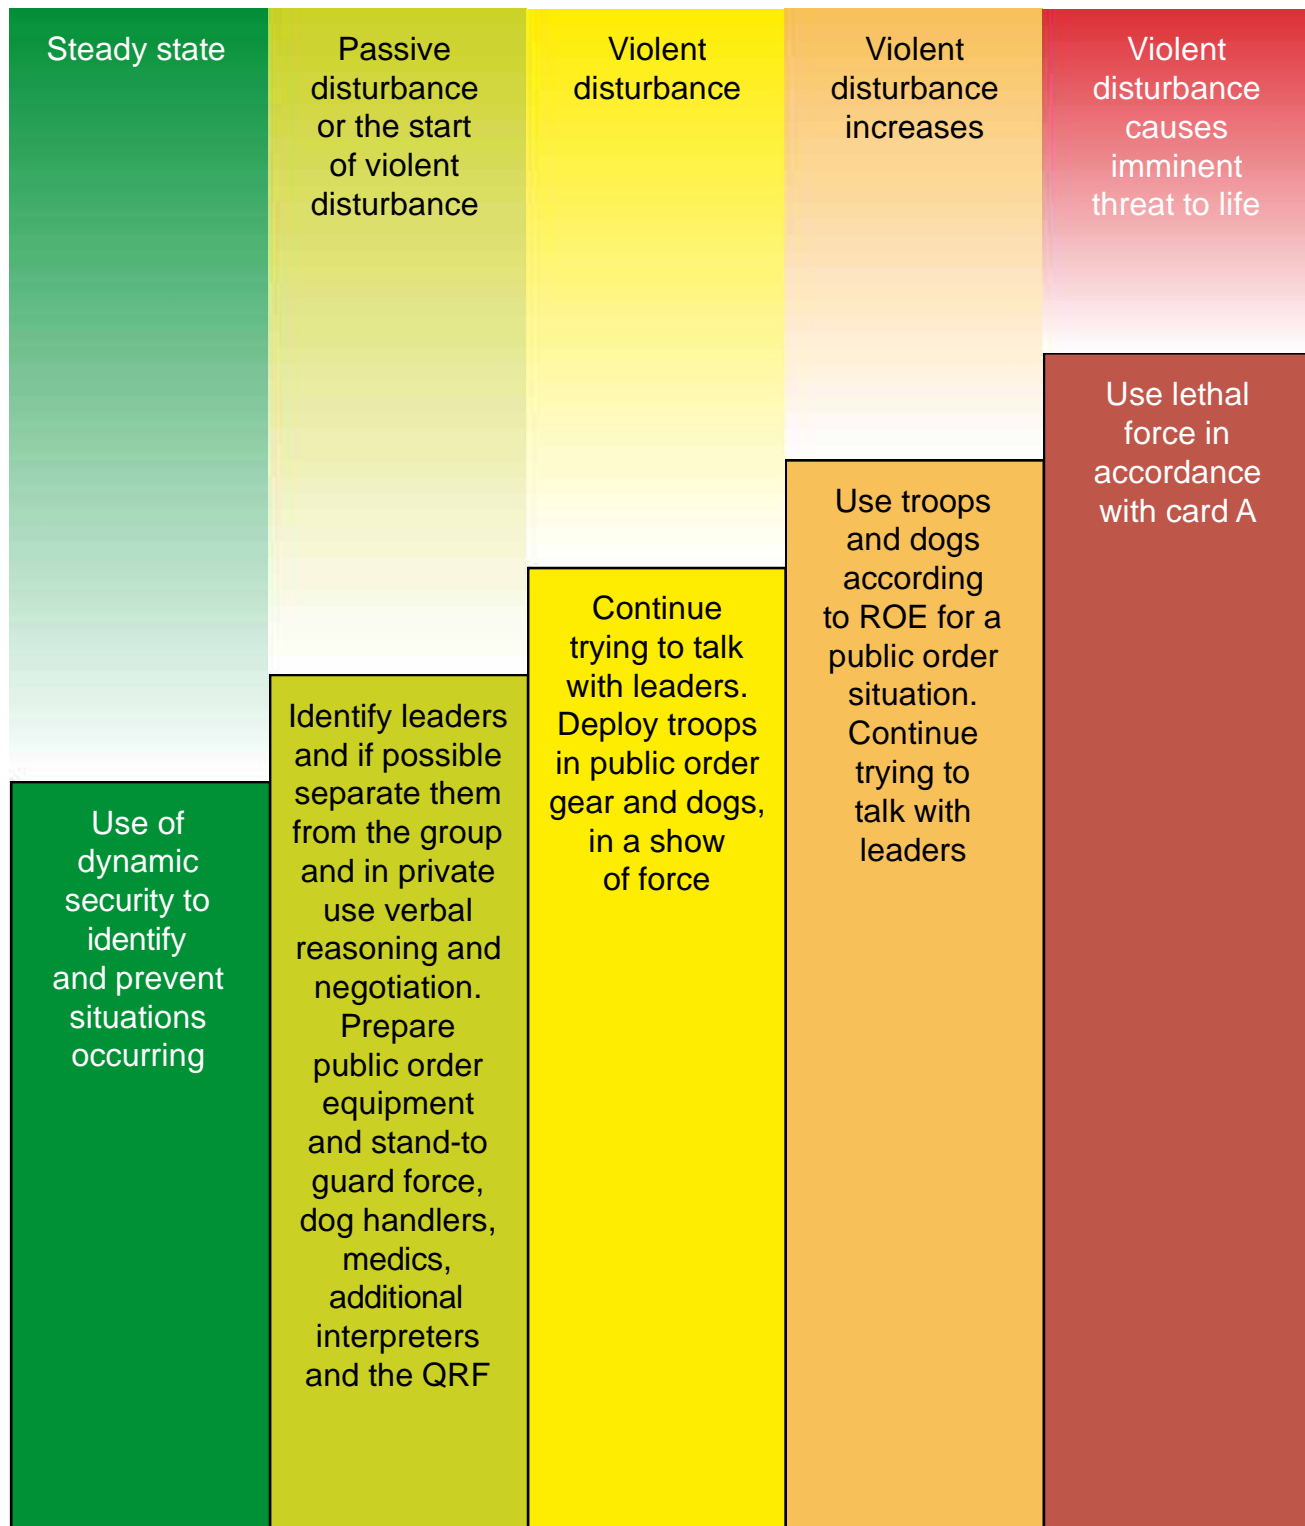 Steady state
Passive
disturbance
or the start
of violent
disturbance
Violent
disturbance
Violent
disturbance
increases
Violent
disturbance
causes
imminent
threat to life
Use of
dynamic
security to
identify
and prevent
situations
occurring
Identify leaders
and if possible
separate them
from the group
and in private
use verbal
reasoning and
negotiation.
Prepare
public order
equipment
and stand-to
guard force,
dog handlers,
medics,
additional
interpreters
and the QRF
Continue
trying to talk
with leaders.
Deploy troops
in public order
gear and dogs,
in a show
of force
Use troops
and dogs
according
to ROE for a
public order
situation.
Continue
trying to
talk with
leaders
Use lethal
force in
accordance
with card A